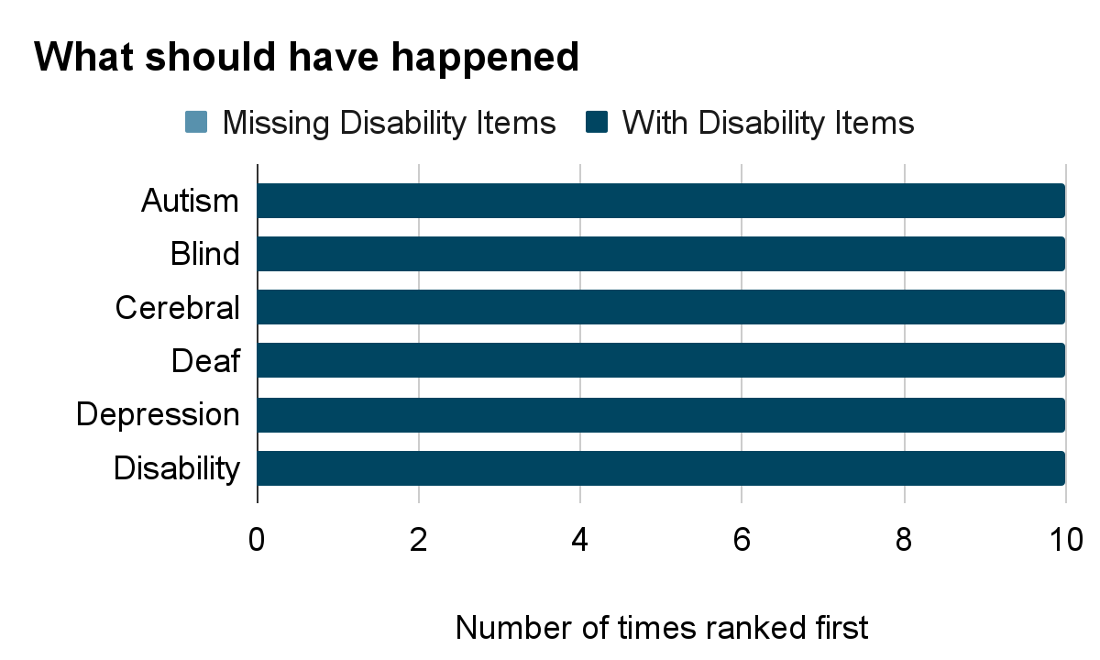 What should have happened
Missing Disability Items With Disability Items
Autism
Blind
Cerebral
Deaf
Depression
Disability
0 2 4 6 8 10
Number of times ranked first